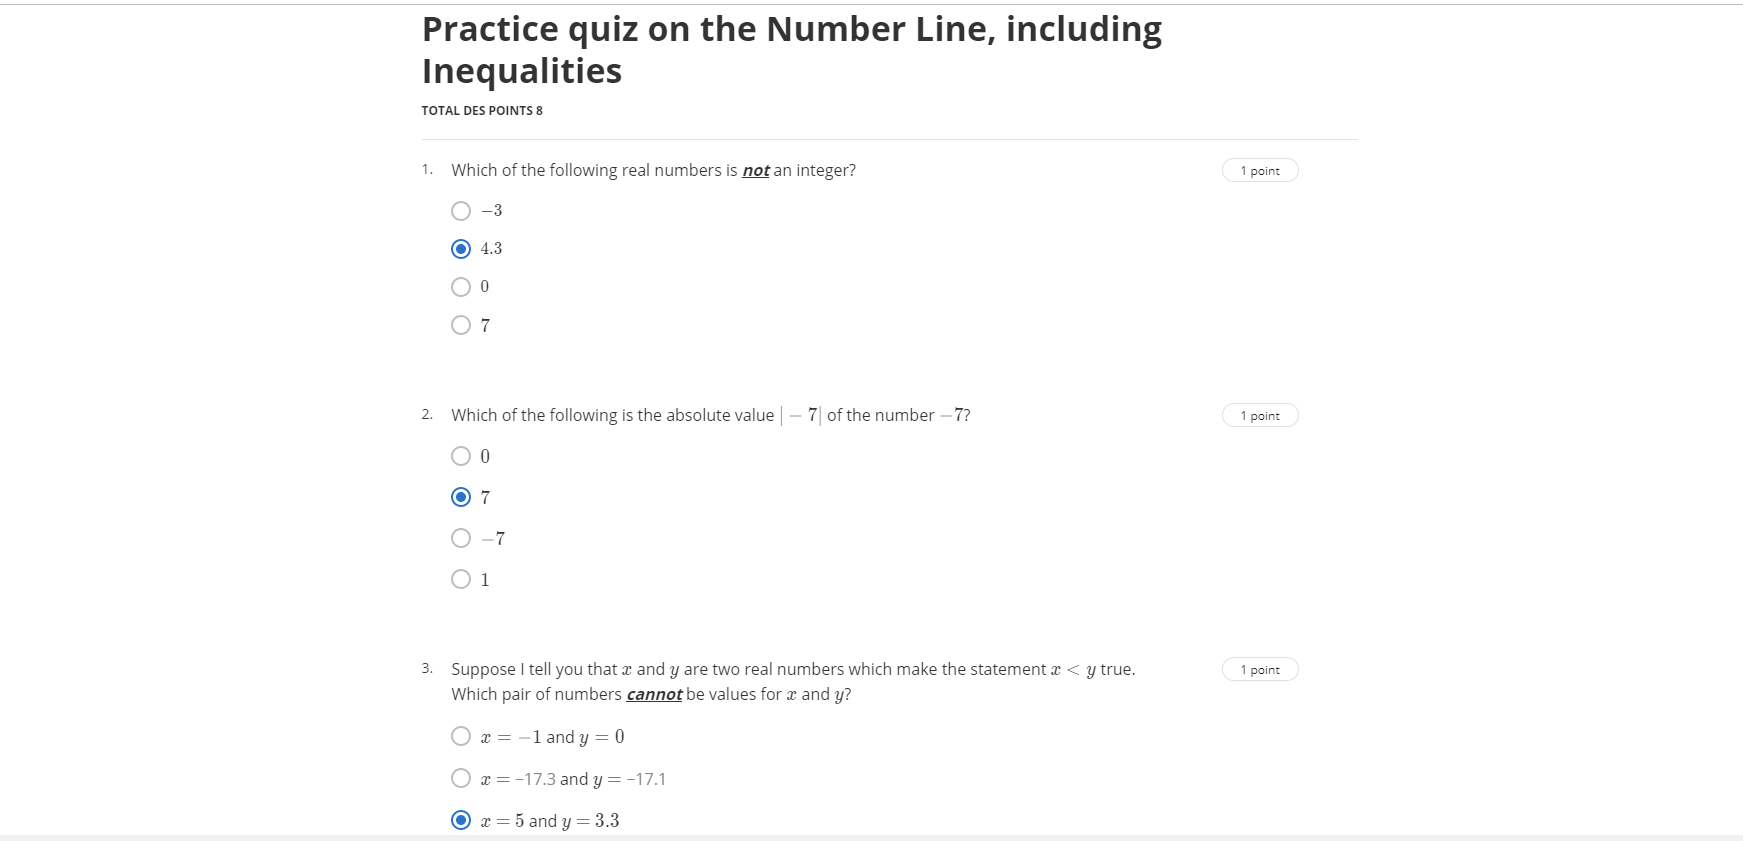 Practice quiz on the Number Line, including
Inequalities
TOTAL DES POINTS 8
1. Which of the following real numbers is not an integer? 1 point
−3
4.3
0
7
2. Which of the following is the absolute value | − 7| of the number −7? 1 point
0
7
−7
1
3. Suppose I tell you that x and y are two real numbers which make the statement x < y true. 1 point
Which pair of numbers cannot be values for x and y?
x = −1 and y = 0
x = −17.3 and y = −17.1
x = 5 and y = 3.3